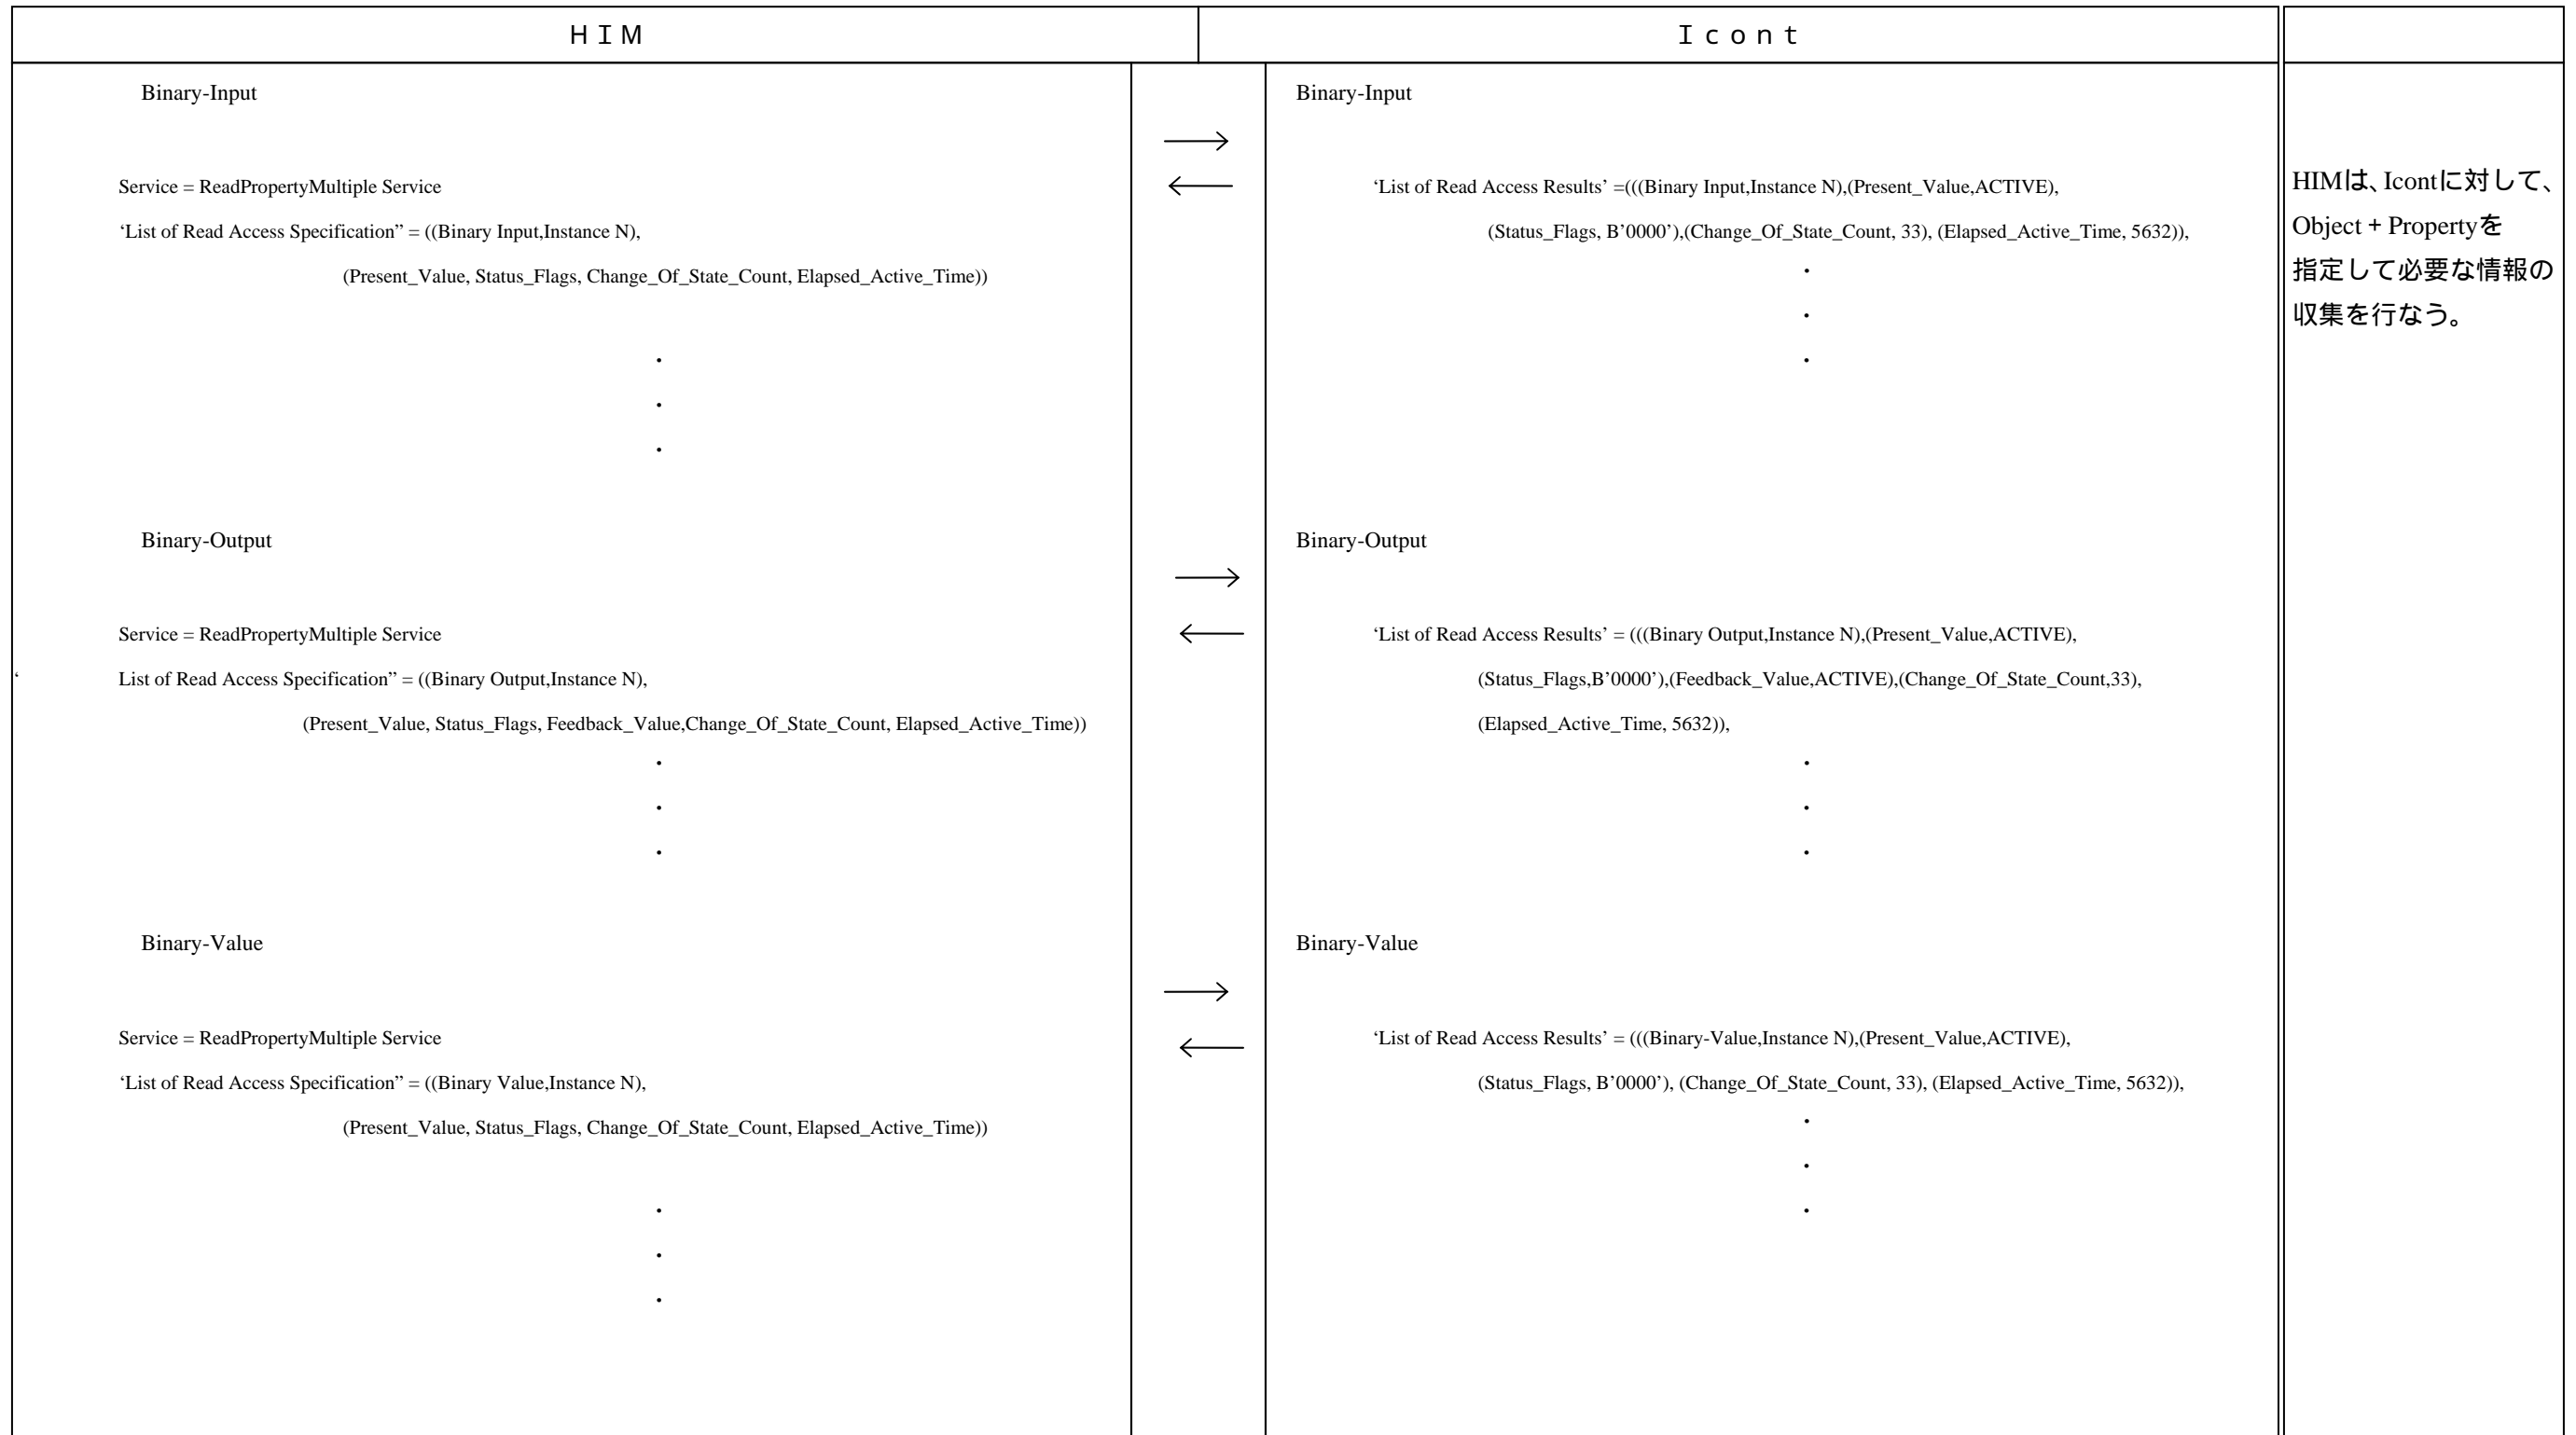 ＨＩＭ
Ｉｃｏｎｔ
Binary-Input
Service = ReadPropertyMultiple Service
‘List of Read Access Specification” = ((Binary Input,Instance N),
(Present_Value, Status_Flags, Change_Of_State_Count, Elapsed_Active_Time))
・
・
・
Binary-Input
‘List of Read Access Results’ =(((Binary Input,Instance N),(Present_Value,ACTIVE),
(Status_Flags, B’0000’),(Change_Of_State_Count, 33), (Elapsed_Active_Time, 5632)),
・
・
・
HIMは、Icontに対して、
Object + Propertyを
指定して必要な情報の
収集を行なう。
Binary-Output
Service = ReadPropertyMultiple Service
‘ List of Read Access Specification” = ((Binary Output,Instance N),
(Present_Value, Status_Flags, Feedback_Value,Change_Of_State_Count, Elapsed_Active_Time))
・
・
・
Binary-Output
‘List of Read Access Results’ = (((Binary Output,Instance N),(Present_Value,ACTIVE),
(Status_Flags,B’0000’),(Feedback_Value,ACTIVE),(Change_Of_State_Count,33),
(Elapsed_Active_Time, 5632)),
・
・
・
Binary-Value
Service = ReadPropertyMultiple Service
‘List of Read Access Specification” = ((Binary Value,Instance N),
(Present_Value, Status_Flags, Change_Of_State_Count, Elapsed_Active_Time))
・
・
・
Binary-Value
‘List of Read Access Results’ = (((Binary-Value,Instance N),(Present_Value,ACTIVE),
(Status_Flags, B’0000’), (Change_Of_State_Count, 33), (Elapsed_Active_Time, 5632)),
・
・
・